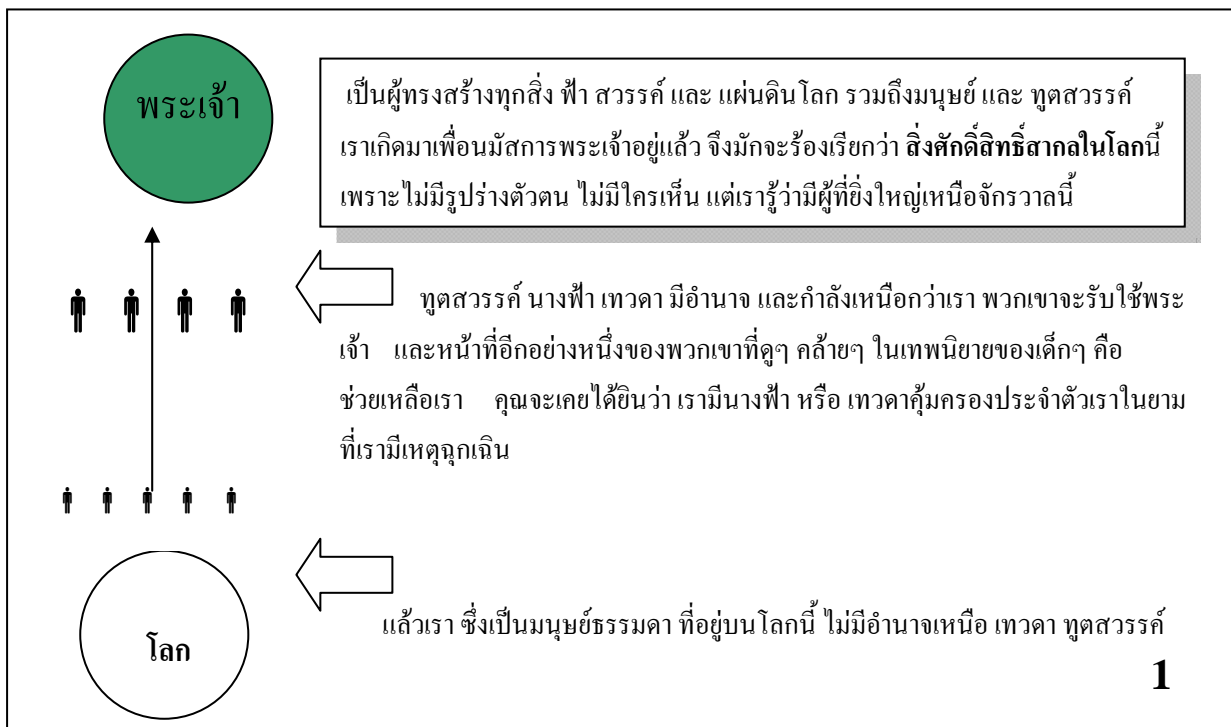 พระเจ้า
เป็นผู้ทรงสร้างทุกสิ่ง ฟ้า สวรรค์ และ แผ่นดินโลก รวมถึงมนุษย์ และ ทูตสวรรค์
เราเกิดมาเพื่อนมัสการพระเจ้าอยู่แล้ว จึงมักจะร้องเรียกว่า สิ่งศักดิ์สิทธิ์สากลในโลกนี้
เพราะไม่มีรูปร่างตัวตน ไม่มีใครเห็น แต่เรารู้ว่ามีผู้ที่ยิ่งใหญ่เหนือจักรวาลนี้
ทูตสวรรค์ นางฟ้า เทวดา มีอำนาจ และกำลังเหนือกว่าเรา พวกเขาจะรับใช้พระ
เจ้า และหน้าที่อีกอย่างหนึ่งของพวกเขาที่ดูๆ คล้ายๆ ในเทพนิยายของเด็กๆ คือ
ช่วยเหลือเรา คุณจะเคยได้ยินว่า เรามีนางฟ้า หรือ เทวดาคุ้มครองประจำตัวเราในยาม
ที่เรามีเหตุฉุกเฉิน
แล้วเรา ซึ่งเป็นมนุษย์ธรรมดา ที่อยู่บนโลกนี้ ไม่มีอำนาจเหนือ เทวดา ทูตสวรรค์
โลก
1